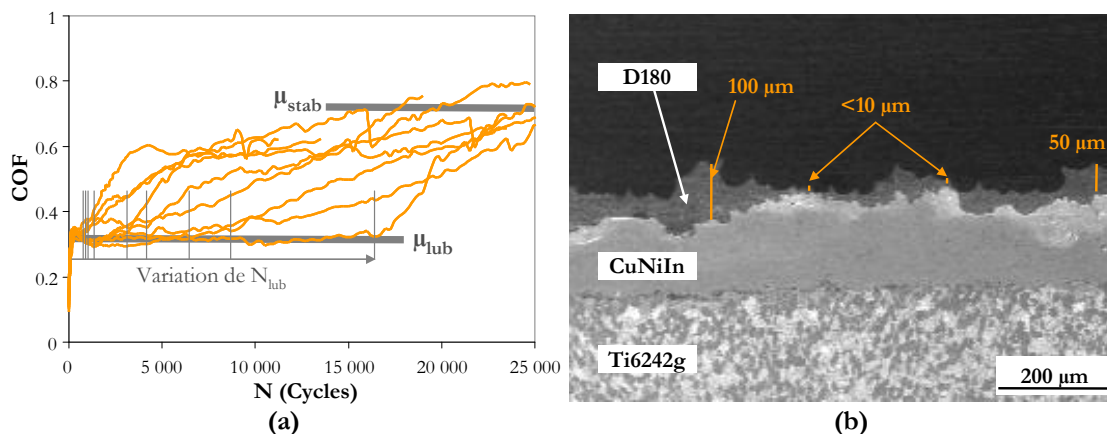 1
0.8
0.6
0.4
0.2
0
COF
μstab
μlub
Variation de Nlub
0
5 000
10 000
15 000
20 000
25 000
N (Cycles)
(a)
D180
100 μm
<10 μm
50 μm
CuNiIn
Ti6242g
200 μm
(b)